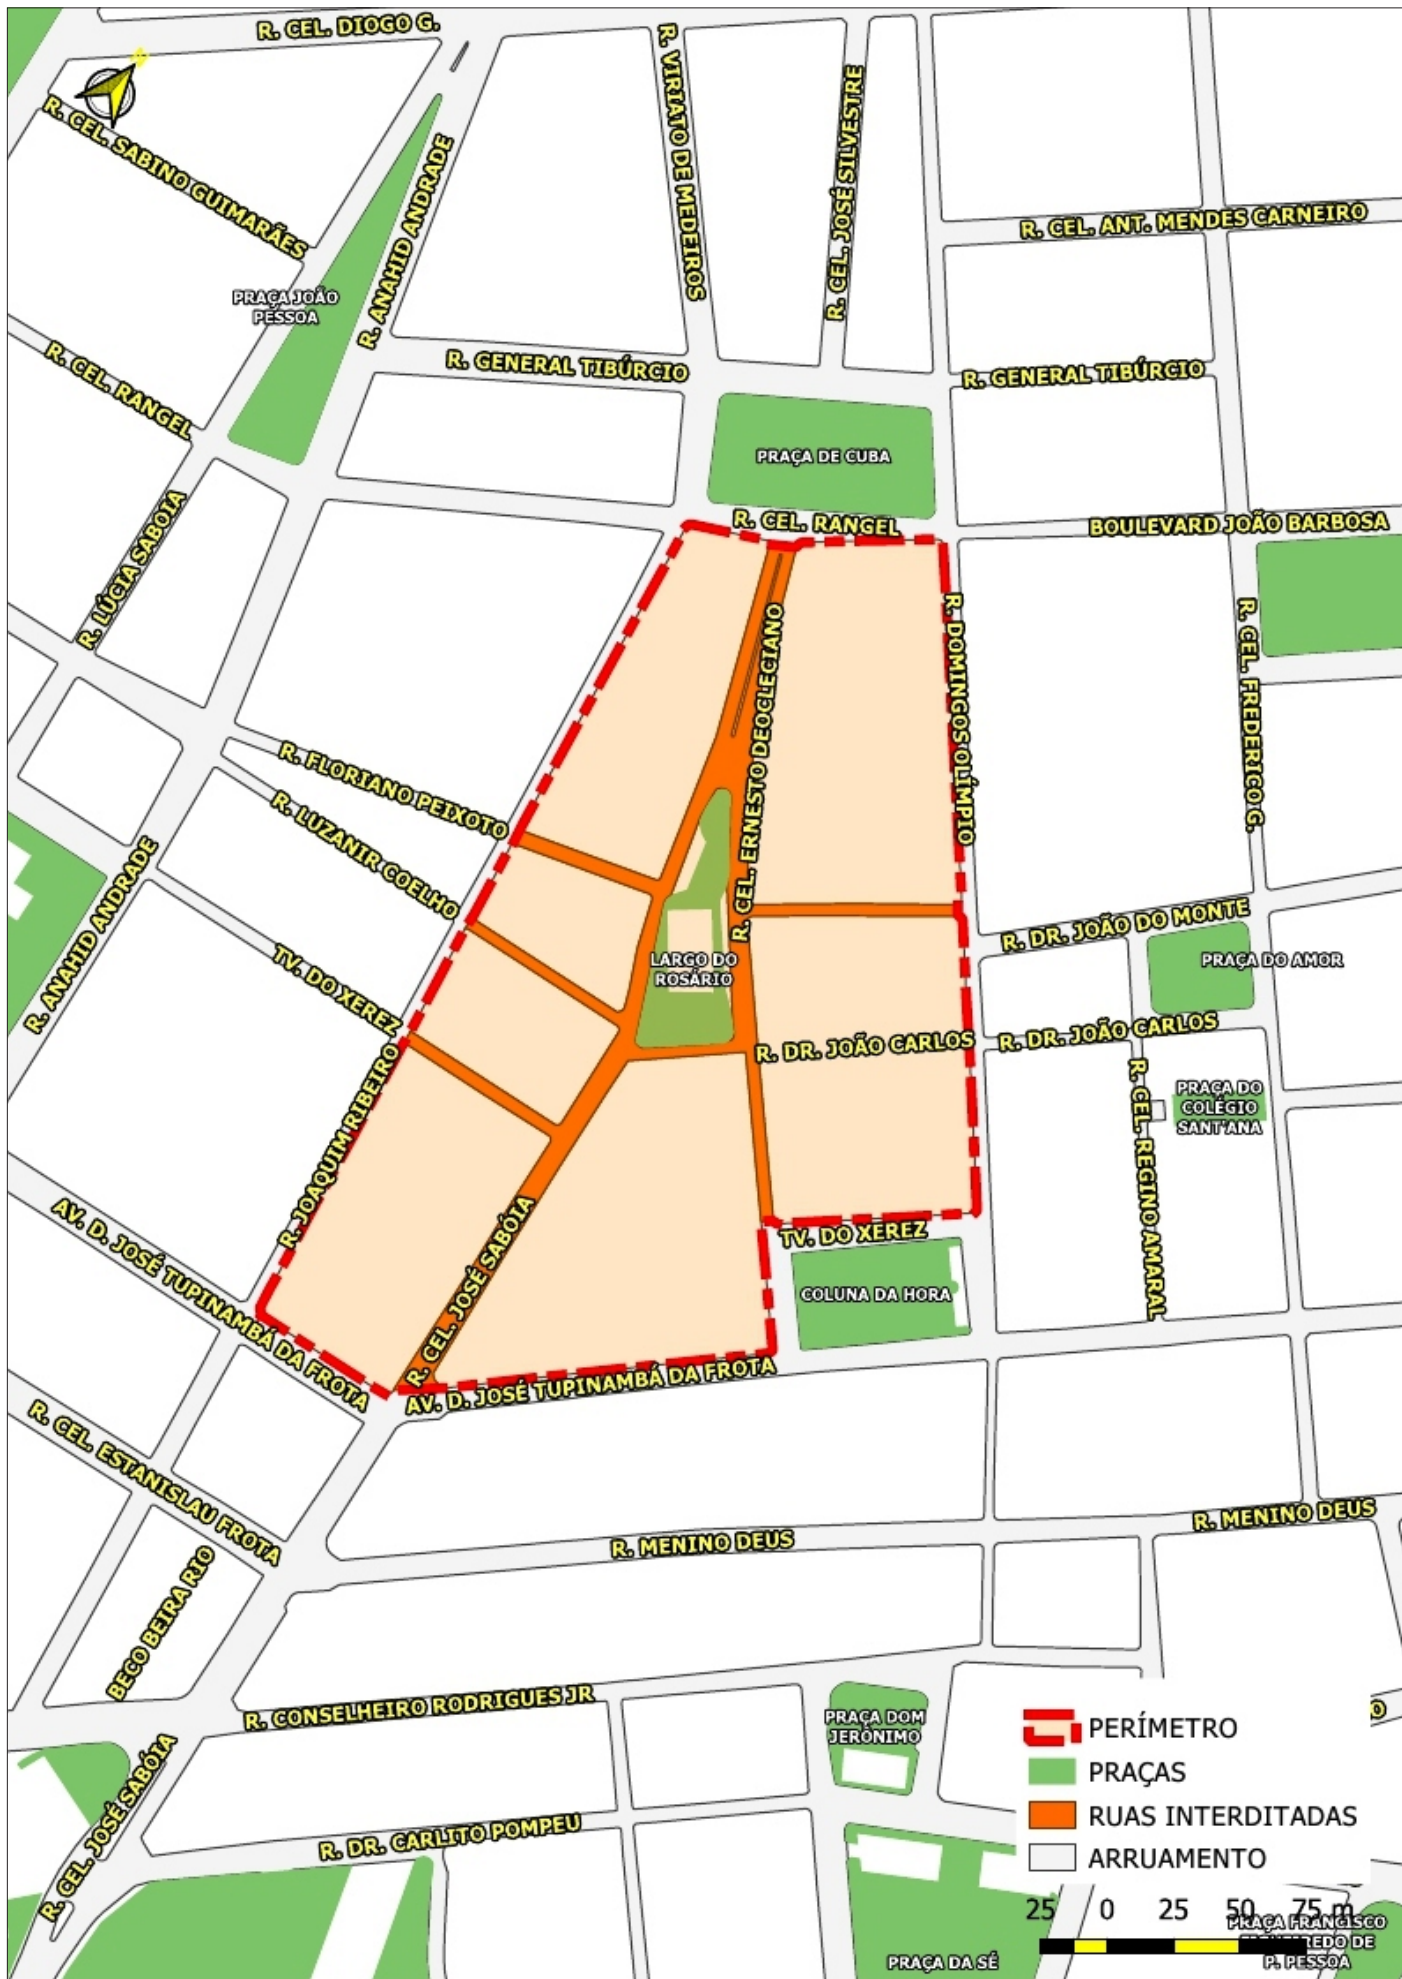 R. CEL. DIOGO G.
R. VIRIATO DE MEDEIROS
R. CEL. JOSÉ SILVESTRE
R. CEL. SABINO GUIMARÃES
R. ANAHID ANDRADE
R. CEL. ANT. MENDES CARNEIRO
PRAÇA JOÃO
PESSOA
R. CEL. RANGEL
R. GENERAL TIBÚRCIO
R. GENERAL TIBÚRCIO
PRAÇA DE CUBA
R. CEL. RANGEL
BOULEVARD JOÃO BARBOSA
R. LÚCIA SABOIA
R. CEL. ERNESTO DEOCLECIANO
R. DOMINGOS OLÍMPIO
R. CEL. FREDERICO G.
R. FLORIANO PEIXOTO
R. LUZANIR COELHO
R. ANAHID ANDRADE
TV. DO XEREZ
R. DR. JOÃO DO MONTE
LARGO DO
ROSÁRIO
PRAÇA DO AMOR
R. DR. JOÃO CARLOS
R. DR. JOÃO CARLOS
R. JOAQUIM RIBEIRO
R. CEL. REGINO AMARAL
PRAÇA DO
COLÉGIO
SANT'ANA
AV. D. JOSÉ TUPINAMBÁ DA FROTA
R. CEL. JOSÉ SABÓIA
TV. DO XEREZ
COLUNA DA HORA
AV. D. JOSÉ TUPINAMBÁ DA FROTA
R. CEL. ESTANISLAU FROTA
R. MENINO DEUS
R. MENINO DEUS
BECO BEIRA RIO
R. CONSELHEIRO RODRIGUES JR
PRAÇA DOM
JERÔNIMO
R. CEL. JOSÉ SABÓIA
R. DR. CARLITO POMPEU
PERÍMETRO
PRAÇAS
RUAS INTERDITADAS
ARRUAMENTO
25 0 25 50 75 m
PRAÇA FRANCISCO
DE
P. PESSOA
PRAÇA DA SÉ